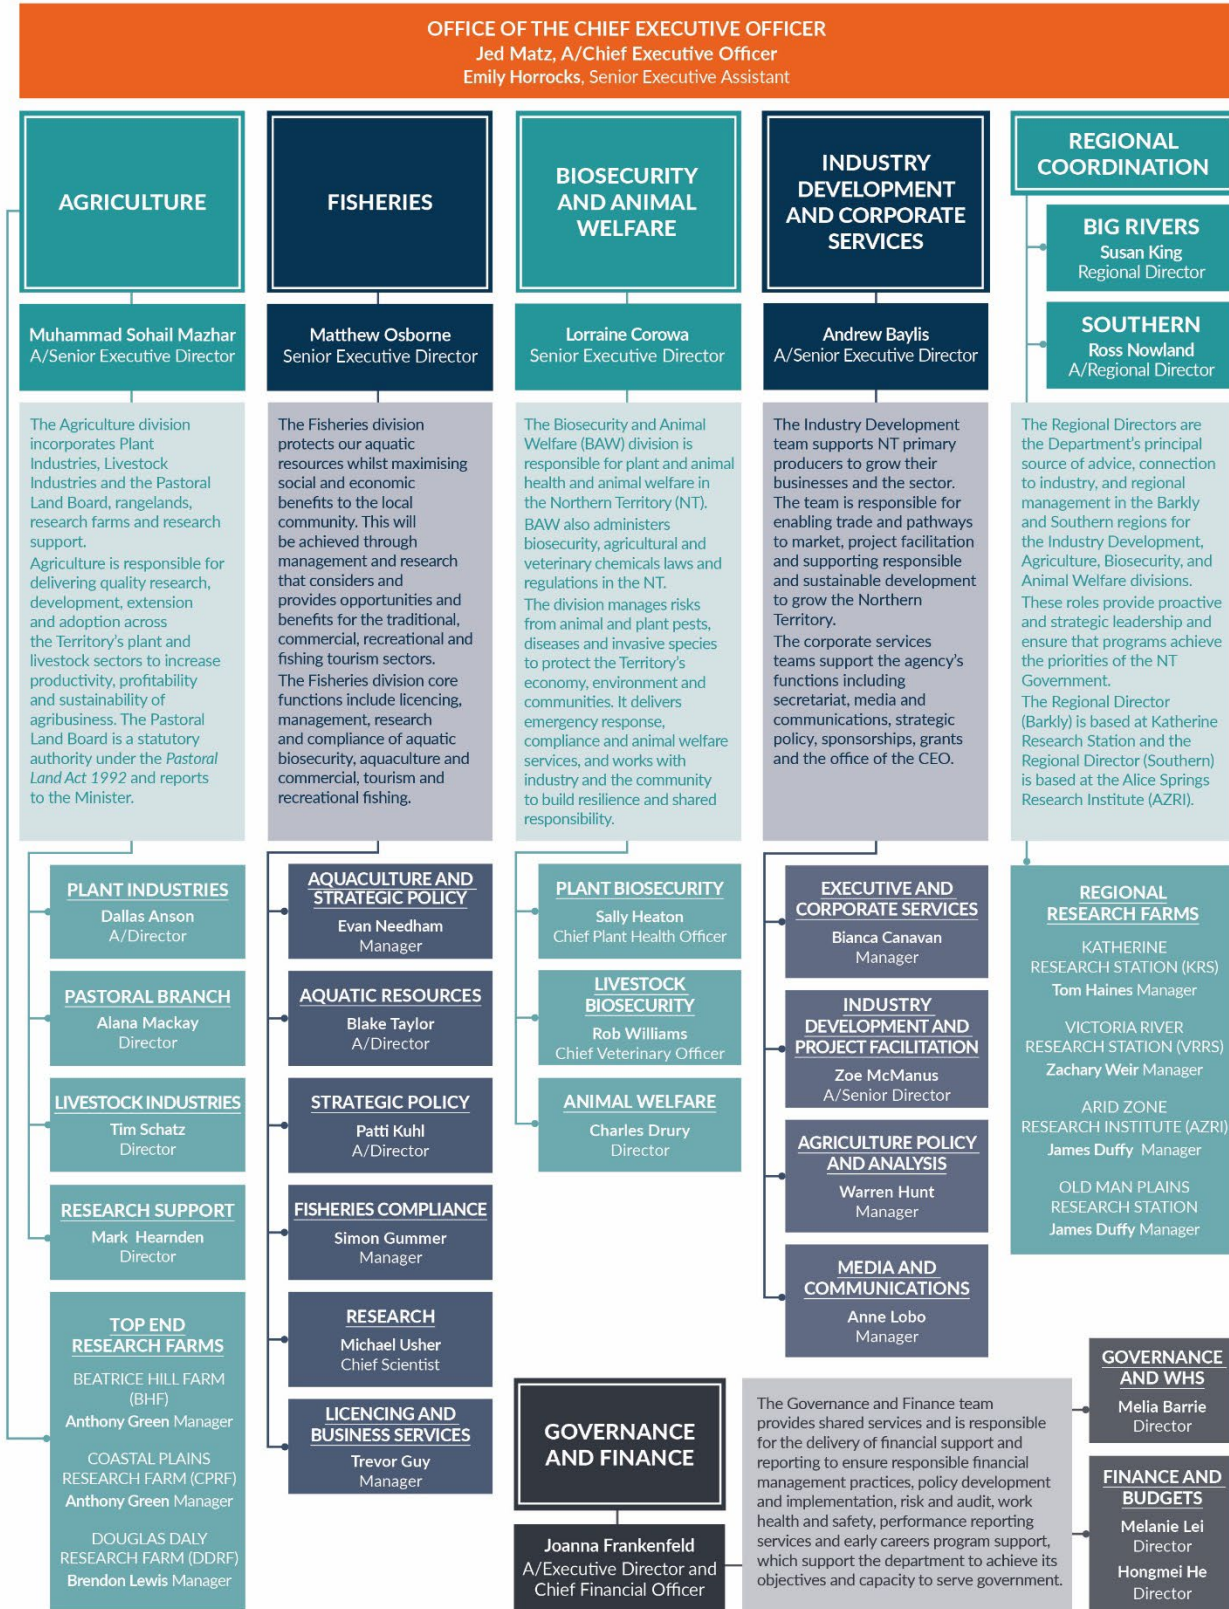 OFFICE OF THE CHIEF EXECUTIVE OFFICER
Jed Matz, A/Chief Executive Officer
Emily Horrocks, Senior Executive Assistant
AGRICULTURE
Muhammad Sohail Mazhar
A/Senior Executive Director
The Agriculture division
incorporates Plant
Industries, Livestock
Industries and the Pastoral
Land Board, rangelands,
research farms and research
support.
Agriculture is responsible for
delivering quality research,
development, extension
and adoption across
the Territory's plant and
livestock sectors to increase
productivity, profitability
and sustainability of
agribusiness. The Pastoral
Land Board is a statutory
authority under the Pastoral
Land Act 1992 and reports
to the Minister.
PLANT INDUSTRIES
Dallas Anson
A/Director
PASTORAL BRANCH
Alana Mackay
Director
LIVESTOCK INDUSTRIES
Tim Schatz
Director
RESEARCH SUPPORT
Mark Hearnden
Director
TOP END
RESEARCH FARMS
BEATRICE HILL FARM
(BHF)
Anthony Green Manager
COASTAL PLAINS
RESEARCH FARM (CPRF)
Anthony Green Manager
DOUGLAS DALY
RESEARCH FARM (DDRF)
Brendon Lewis Manager
FISHERIES
Matthew Osborne
Senior Executive Director
The Fisheries division
protects our aquatic
resources whilst maximising
social and economic
benefits to the local
community. This will
be achieved through
management and research
that considers and
provides opportunities and
benefits for the traditional,
commercial, recreational and
fishing tourism sectors.
The Fisheries division core
functions include licencing,
management, research
and compliance of aquatic
biosecurity, aquaculture and
commercial, tourism and
recreational fishing.
AQUACULTURE AND
STRATEGIC POLICY
Evan Needham
Manager
AQUATIC RESOURCES
Blake Taylor
A/Director
STRATEGIC POLICY
Patti Kuhl
A/Director
FISHERIES COMPLIANCE
Simon Gummer
Manager
RESEARCH
Michael Usher
Chief Scientist
LICENCING AND
BUSINESS SERVICES
Trevor Guy
Manager
BIOSECURITY
AND ANIMAL
WELFARE
Lorraine Corowa
Senior Executive Director
The Biosecurity and Animal
Welfare (BAW) division is
responsible for plant and animal
health and animal welfare in
the Northern Territory (NT).
BAW also administers
biosecurity, agricultural and
veterinary chemicals laws and
regulations in the NT.
The division manages risks
from animal and plant pests,
diseases and invasive species
to protect the Territory's
economy, environment and
communities. It delivers
emergency response,
compliance and animal welfare
services, and works with
industry and the community
to build resilience and shared
responsibility.
PLANT BIOSECURITY
Sally Heaton
Chief Plant Health Officer
LIVESTOCK
BIOSECURITY
Rob Williams
Chief Veterinary Officer
ANIMAL WELFARE
Charles Drury
Director
INDUSTRY
DEVELOPMENT
AND CORPORATE
SERVICES
Andrew Baylis
A/Senior Executive Director
The Industry Development
team supports NT primary
producers to grow their
businesses and the sector.
The team is responsible for
enabling trade and pathways
to market, project facilitation
and supporting responsible
and sustainable development
to grow the Northern
Territory.
The corporate services
teams support the agency's
functions including
secretariat, media and
communications, strategic
policy, sponsorships, grants
and the office of the CEO.
EXECUTIVE AND
CORPORATE SERVICES
Bianca Canavan
Manager
INDUSTRY
DEVELOPMENT AND
PROJECT FACILITATION
Zoe McManus
A/Senior Director
AGRICULTURE POLICY
AND ANALYSIS
Warren Hunt
Manager
MEDIA AND
COMMUNICATIONS
Anne Lobo
Manager
REGIONAL
COORDINATION
BIG RIVERS
Susan King
Regional Director
SOUTHERN
Ross Nowland
A/Regional Director
The Regional Directors are
the Department's principal
source of advice, connection
to industry, and regional
management in the Barkly
and Southern regions for
the Industry Development,
Agriculture, Biosecurity, and
Animal Welfare divisions.
These roles provide proactive
and strategic leadership and
ensure that programs achieve
the priorities of the NT
Government.
The Regional Director
(Barkly) is based at Katherine
Research Station and the
Regional Director (Southern)
is based at the Alice Springs
Research Institute (AZRI).
REGIONAL
RESEARCH FARMS
KATHERINE
RESEARCH STATION (KRS)
Tom Haines Manager
VICTORIA RIVER
RESEARCH STATION (VRRS)
Zachary Weir Manager
ARID ZONE
RESEARCH INSTITUTE (AZRI)
James Duffy Manager
OLD MAN PLAINS
RESEARCH STATION
James Duffy Manager
GOVERNANCE
AND FINANCE
Joanna Frankenfeld
A/Executive Director and
Chief Financial Officer
The Governance and Finance team
provides shared services and is responsible
for the delivery of financial support and
reporting to ensure responsible financial
management practices, policy development
and implementation, risk and audit, work
health and safety, performance reporting
services and early careers program support,
which support the department to achieve its
objectives and capacity to serve government.
GOVERNANCE
AND WHS
Melia Barrie
Director
FINANCE AND
BUDGETS
Melanie Lei
Director
Hongmei He
Director